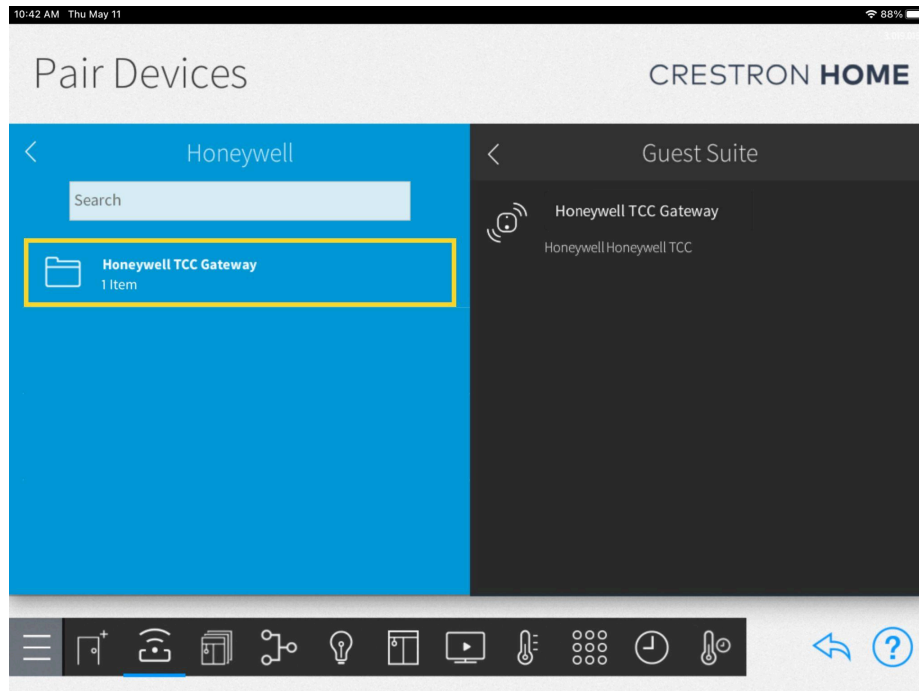 10:42 AM Thu May 11
88%
Pair Devices
CRESTRON HOME
Honeywell
Search
Honeywell TCC Gateway
1 Item
Guest Suite
Honeywell TCC Gateway
Honeywell Honeywell TCC
?